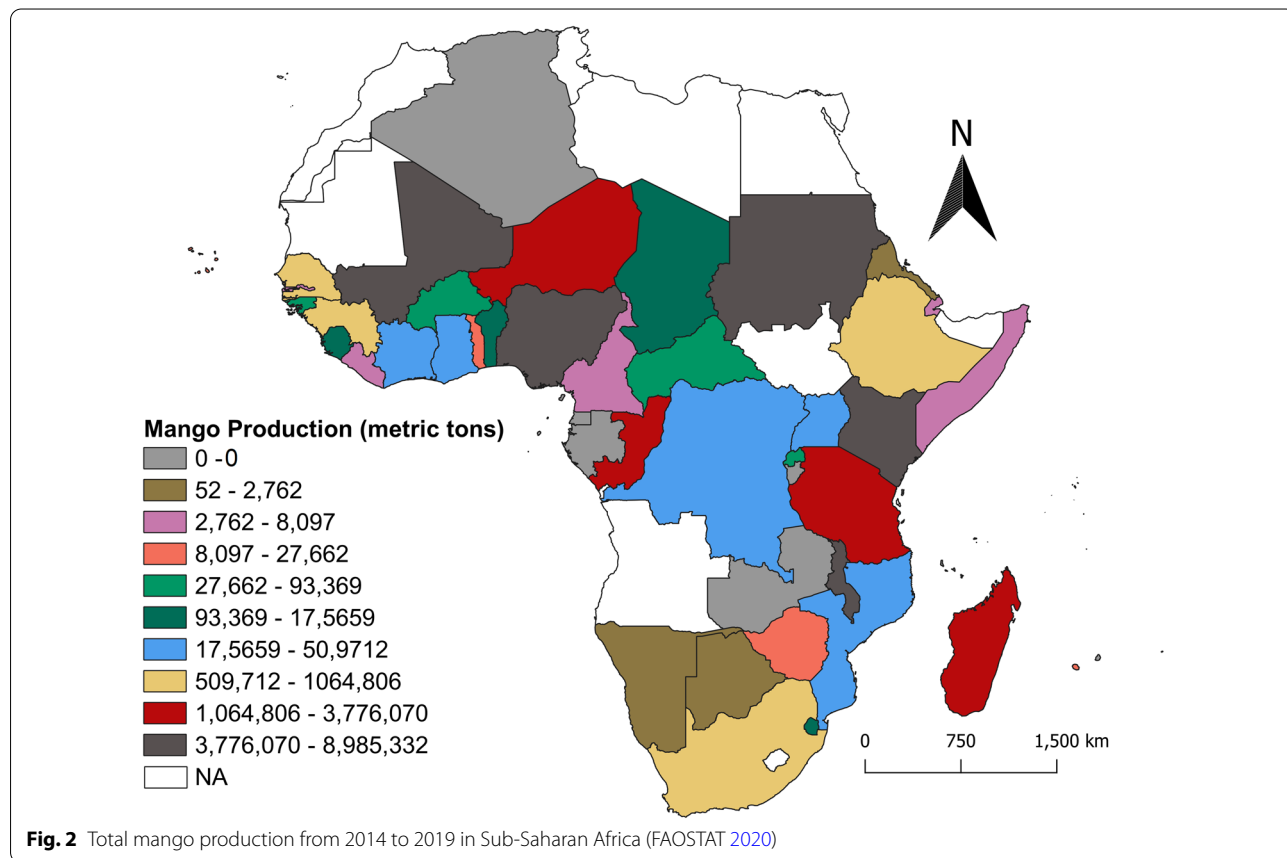 N
Mango Production (metric tons)
0 -0
52 - 2,762
2,762 - 8,097
8,097 - 27,662
27,662 - 93,369
93,369 - 17,5659
17,5659 - 50,9712
509,712 - 1064,806
1,064,806 - 3,776,070
3,776,070 - 8,985,332
NA
0 750 1,500 km
Fig. 2 Total mango production from 2014 to 2019 in Sub-Saharan Africa (FAOSTAT 2020)